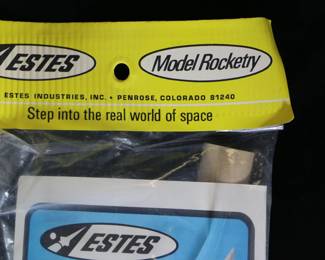 ESTES Model Rocketry
ESTES INDUSTRIES, INC. • PENROSE, COLORADO 81240
Step into the real world of space
ESTES